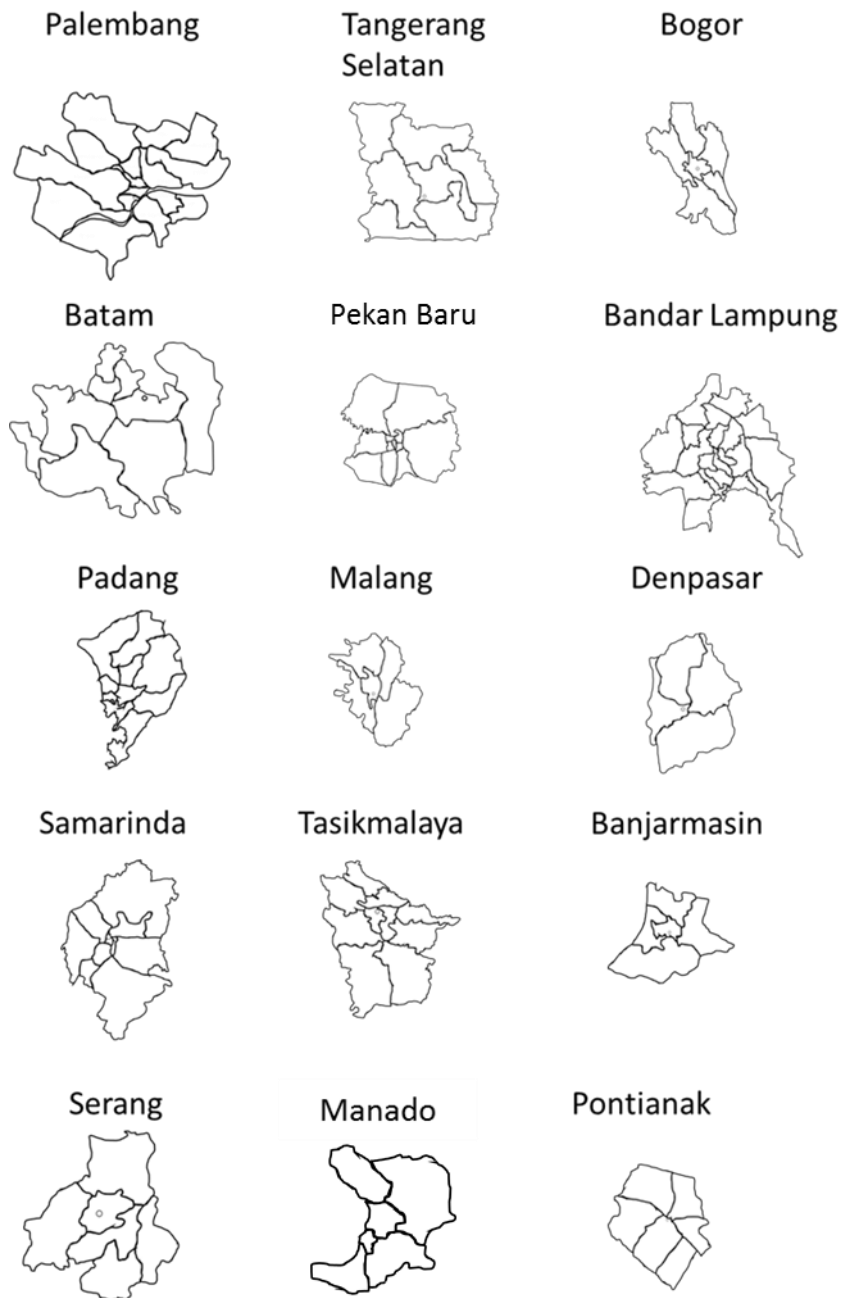 Palembang
Tangerang
Selatan
Bogor
Batam
Pekan Baru
Bandar Lampung
Padang
Malang
Denpasar
Samarinda
Tasikmalaya
Banjarmasin
Serang
Manado
Pontianak